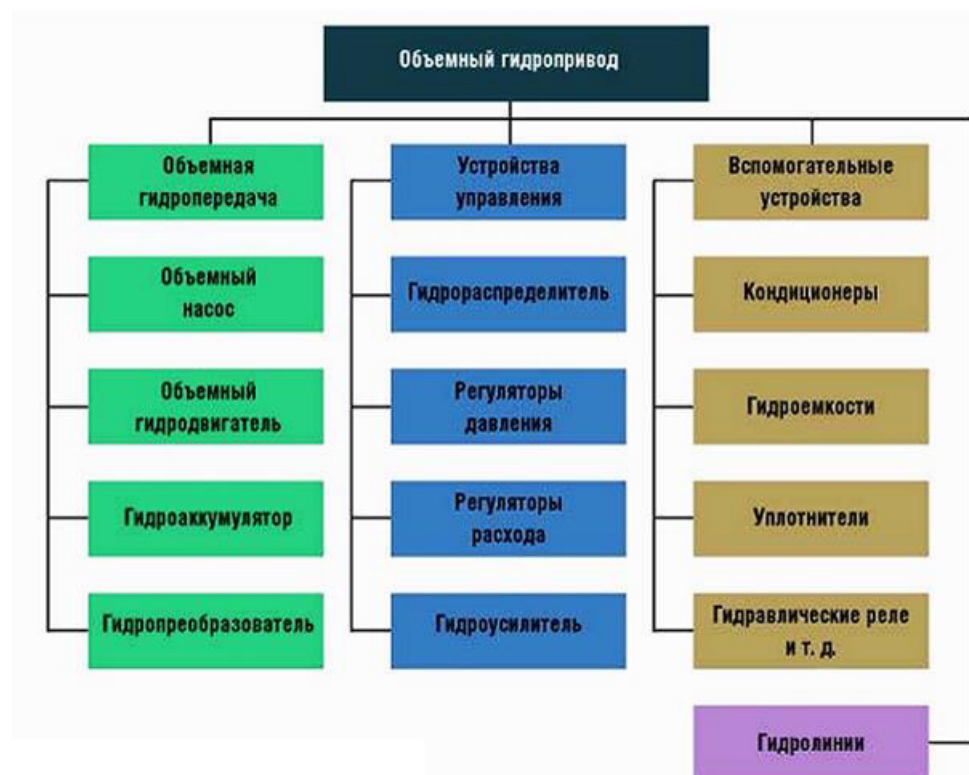 Объемный гидропривод
Объемная
гидропередача
Объемный
насос
Объемный
гидродвигатель
Гидроаккумулятор
Гидропреобразователь
Устройства
управления
Гидрораспределитель
Регуляторы
давления
Регуляторы
расхода
Гидроусилитель
Вспомогательные
устройства
Кондиционеры
Гидроемкости
Уплотнители
Гидравлические реле
и т. д.
Гидролинии